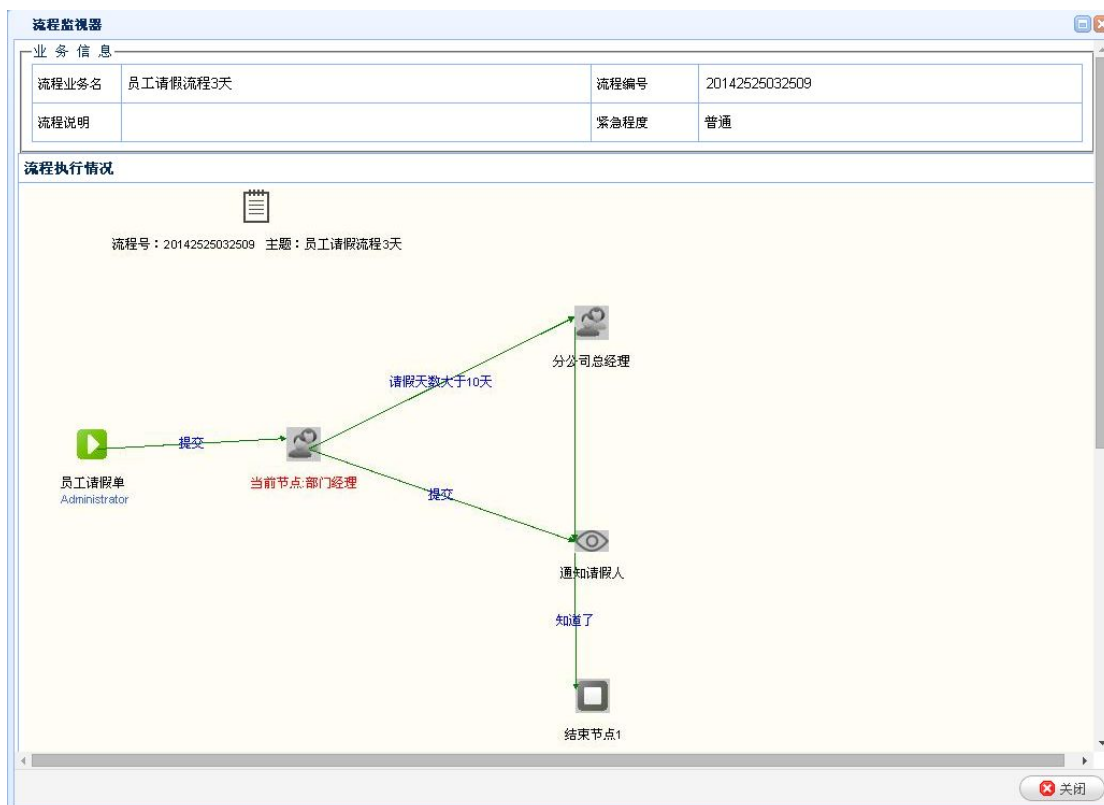 流程监视器
业务信息
流程业务名 员工请假流程3天 流程编号 20142525032509
流程说明 紧急程度 普通
流程执行情况
流程号：20142525032509 主题：员工请假流程3天
分公司总经理
请假天数大于10天
提交
员工请假单
Administrator
当前节点:部门经理
提交
通知请假人
知道了
结束节点1
关闭